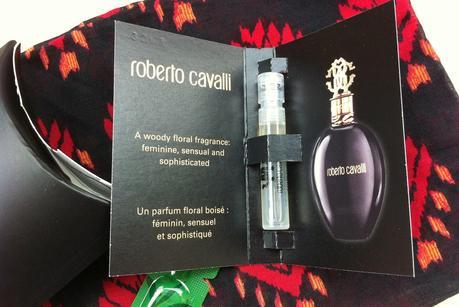 roberto cavalli
A woody floral fragrance:
feminine, sensual and
sophisticated
Un parfum floral boisé :
féminin, sensuel
et sophistiqué
roberto cavalli